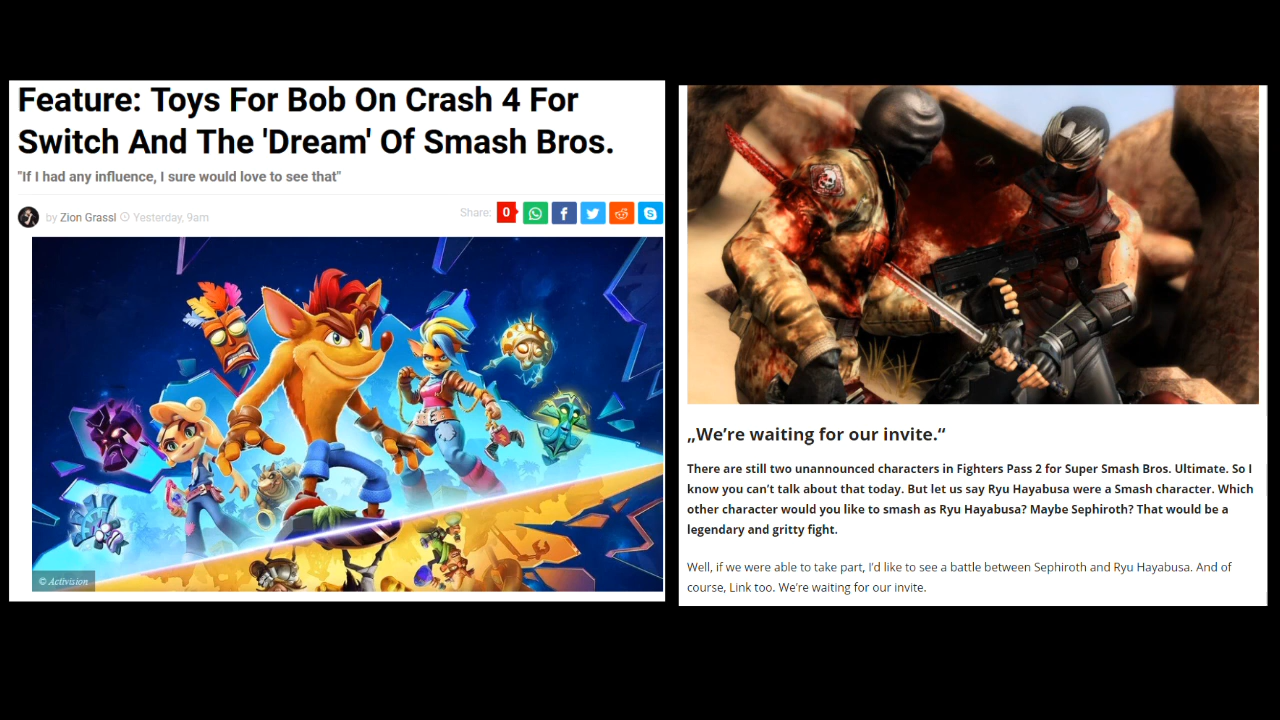 Feature: Toys For Bob On Crash 4 For
Switch And The 'Dream' Of Smash Bros.
"If I had any influence, I sure would love to see that"
by Zion Grassl Yesterday, 9am
Share: 0
© Activision
„We’re waiting for our invite.“
There are still two unannounced characters in Fighters Pass 2 for Super Smash Bros. Ultimate. So I
know you can’t talk about that today. But let us say Ryu Hayabusa were a Smash character. Which
other character would you like to smash as Ryu Hayabusa? Maybe Sephiroth? That would be a
legendary and gritty fight.
Well, if we were able to take part, I’d like to see a battle between Sephiroth and Ryu Hayabusa. And of
course, Link too. We’re waiting for our invite.